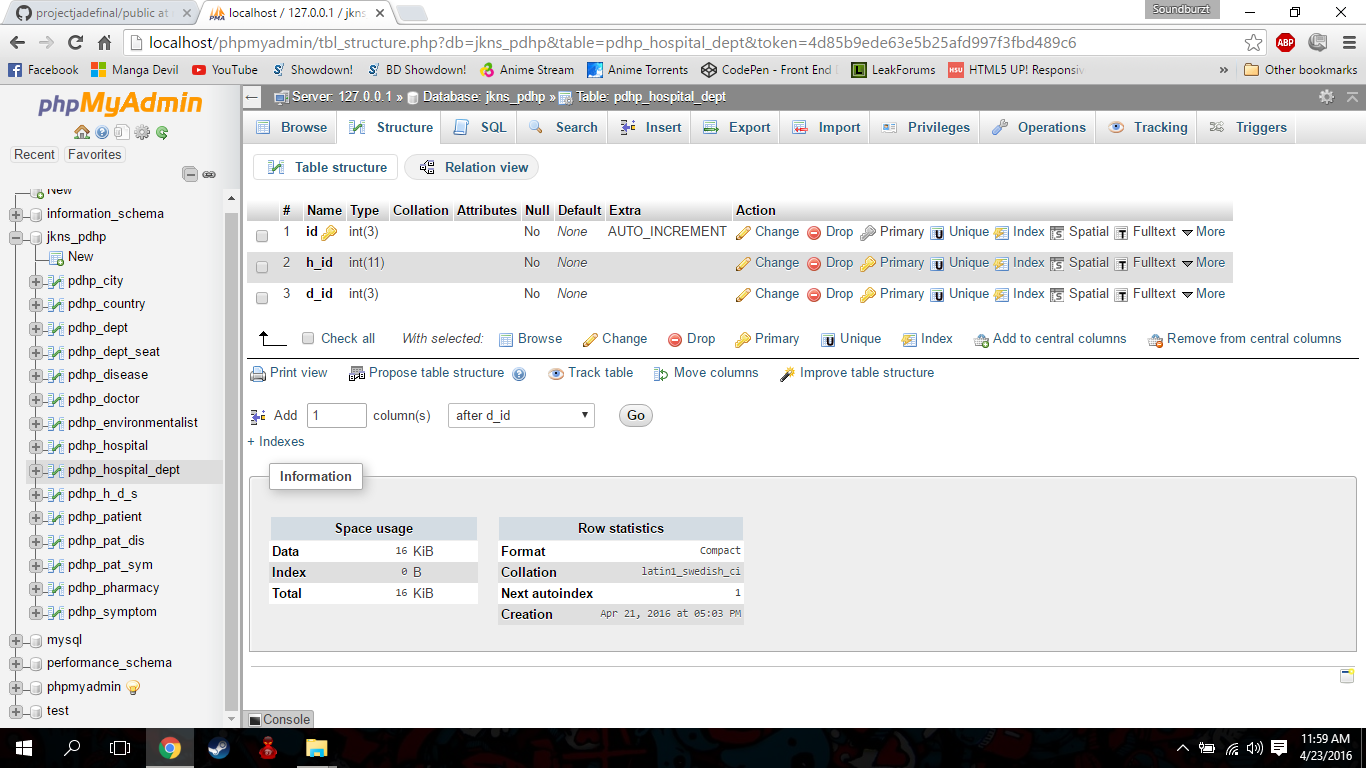 projectjadefinal/public at
localhost / 127.0.0.1 / jkns
Soundburzt
localhost/phpmyadmin/tbl_structure.php?db=jkns_pdhp&table=pdhp_hospital_dept&token=4d85b9ede63e5b25afd997f3fbd489c6
ABP
Facebook Manga Devil YouTube Showdown! BD Showdown! Anime Stream Anime Torrents CodePen - Front End LeakForums HTML5 UP! Responsiv » Other bookmarks
phpMyAdmin
Recent Favorites
New
information_schema
jkns_pdhp
New
pdhp_city
pdhp_country
pdhp_dept
pdhp_dept_seat
pdhp_disease
pdhp_doctor
pdhp_environmentalist
pdhp_hospital
pdhp_hospital_dept
pdhp_h_d_s
pdhp_patient
pdhp_pat_dis
pdhp_pat_sym
pdhp_pharmacy
pdhp_symptom
mysql
performance_schema
phpmyadmin
test
Server: 127.0.0.1 » Database: jkns_pdhp » Table: pdhp_hospital_dept
Browse Structure SQL Search Insert Export Import Privileges Operations Tracking Triggers
Table structure Relation view
# Name Type Collation Attributes Null Default Extra Action
1 id int(3) No None AUTO_INCREMENT Change Drop Primary Unique Index Spatial Fulltext More
2 h_id int(11) No None Change Drop Primary Unique Index Spatial Fulltext More
3 d_id int(3) No None Change Drop Primary Unique Index Spatial Fulltext More
Check all With selected: Browse Change Drop Primary Unique Index Add to central columns Remove from central columns
Print view Propose table structure Track table Move columns Improve table structure
Add 1 column(s) after d_id Go
+ Indexes
Information
Space usage
Data 16 KiB
Index 0 B
Total 16 KiB
Row statistics
Format Compact
Collation latin1_swedish_ci
Next autoindex 1
Creation Apr 21, 2016 at 05:03 PM
Console
11:59 AM
4/23/2016